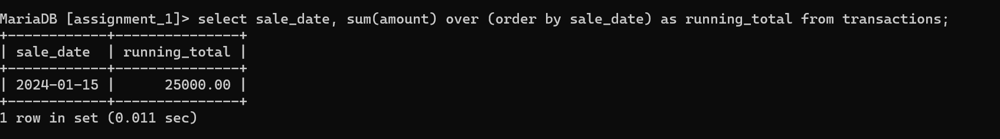 MariaDB [assignment_1]> select sale_date, sum(amount) over (order by sale_date) as running_total from transactions;
+------------+---------------+
| sale_date  | running_total |
+------------+---------------+
| 2024-01-15 |      25000.00 |
+------------+---------------+
1 row in set (0.011 sec)